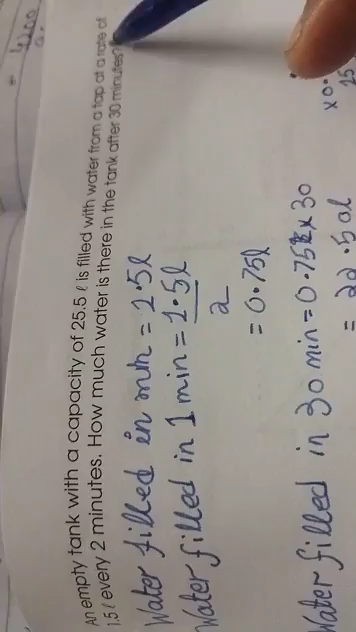 An empty tank with a capacity of 25.5 ℓ is filled with water from a tap at a rate of
1.5 ℓ every 2 minutes. How much water is there in the tank after 30 minutes?
Water filled in min = 1.5l
Water filled in 1 min = 1.5l
2
= 0.75l
Water filled in 30 min = 0.75 x 30
= 22.50l
x0.